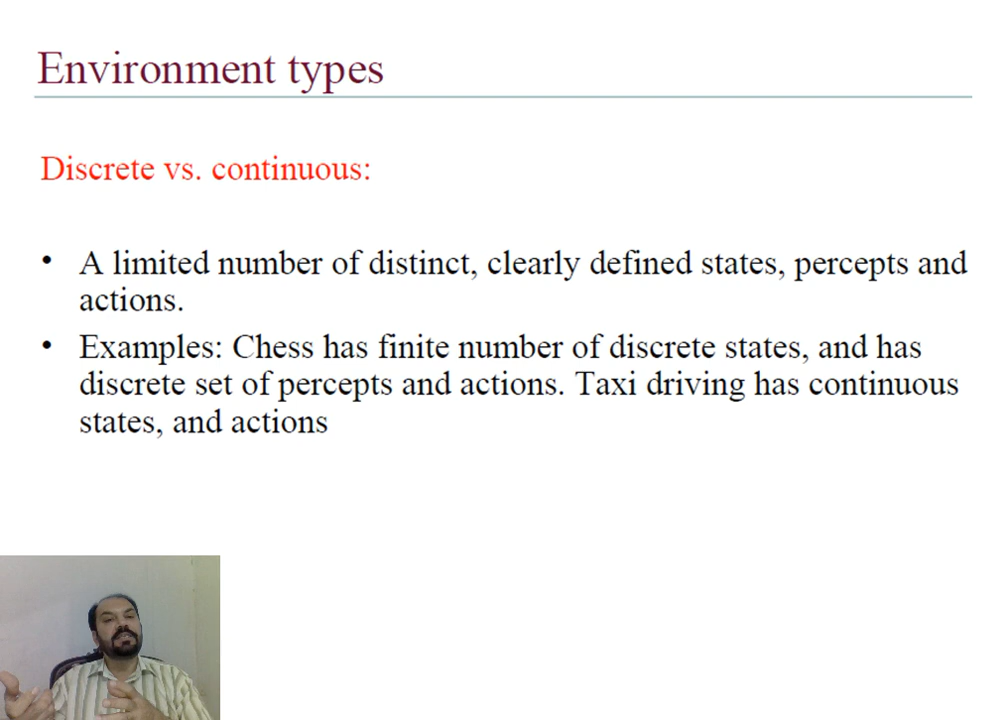 Environment types
Discrete vs. continuous:
• A limited number of distinct, clearly defined states, percepts and
actions.
• Examples: Chess has finite number of discrete states, and has
discrete set of percepts and actions. Taxi driving has continuous
states, and actions